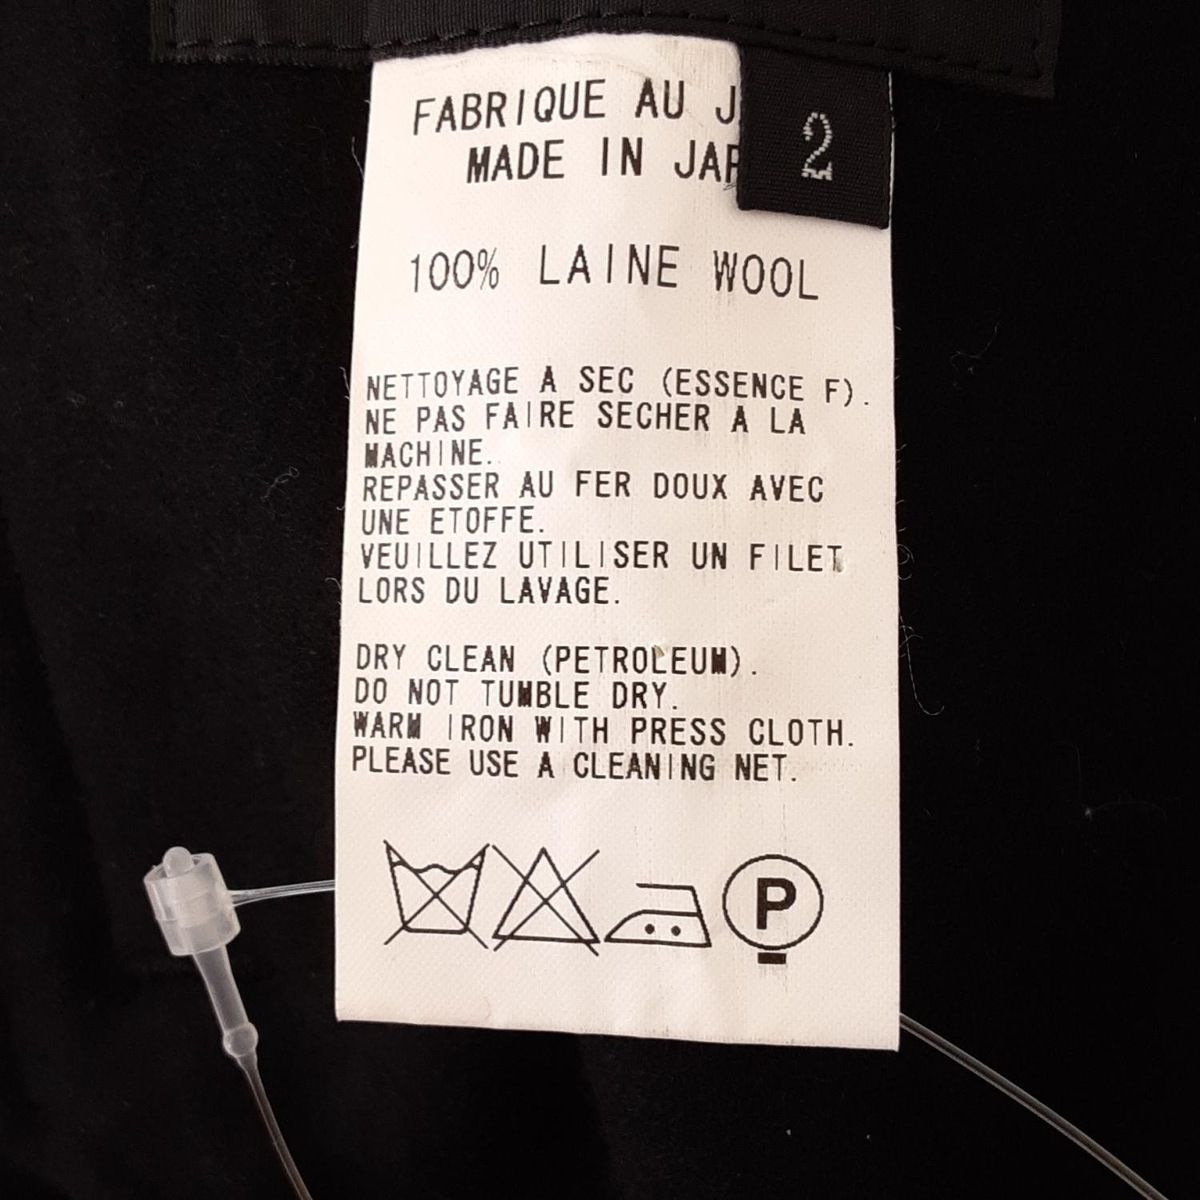 FABRIQUE AU
MADE IN
2
100% LAINE WOOL
NETTOYAGE A SEC (ESSENCE F).
NE PAS FAIRE SECHER A LA
MACHINE.
REPASSER AU FER DOUX AVEC
UNE ETOFFE.
VEUILLEZ UTILISER UN FILET
LORS DU LAVAGE.
DRY CLEAN (PETROLEUM).
DO NOT TUMBLE DRY.
WARM IRON WITH PRESS CLOTH.
PLEASE USE A CLEANING NET.
P